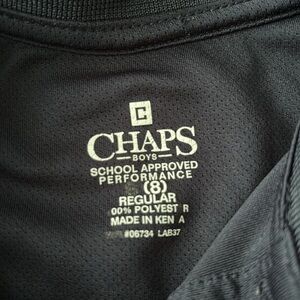 C
CHAPS
BOYS
SCHOOL APPROVED
PERFORMANCE
(8)
REGULAR
00% POLYEST R
MADE IN KEN A
#06734 LAB37